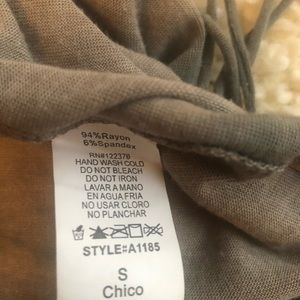 94%Rayon
6%Spandex
RN#122376
HAND WASH COLD
DO NOT BLEACH
DO NOT IRON
LAVAR A MANO
EN AGUA FRIA
NO USAR CLORO
NO PLANCHAR
STYLE#A1185
S
Chico